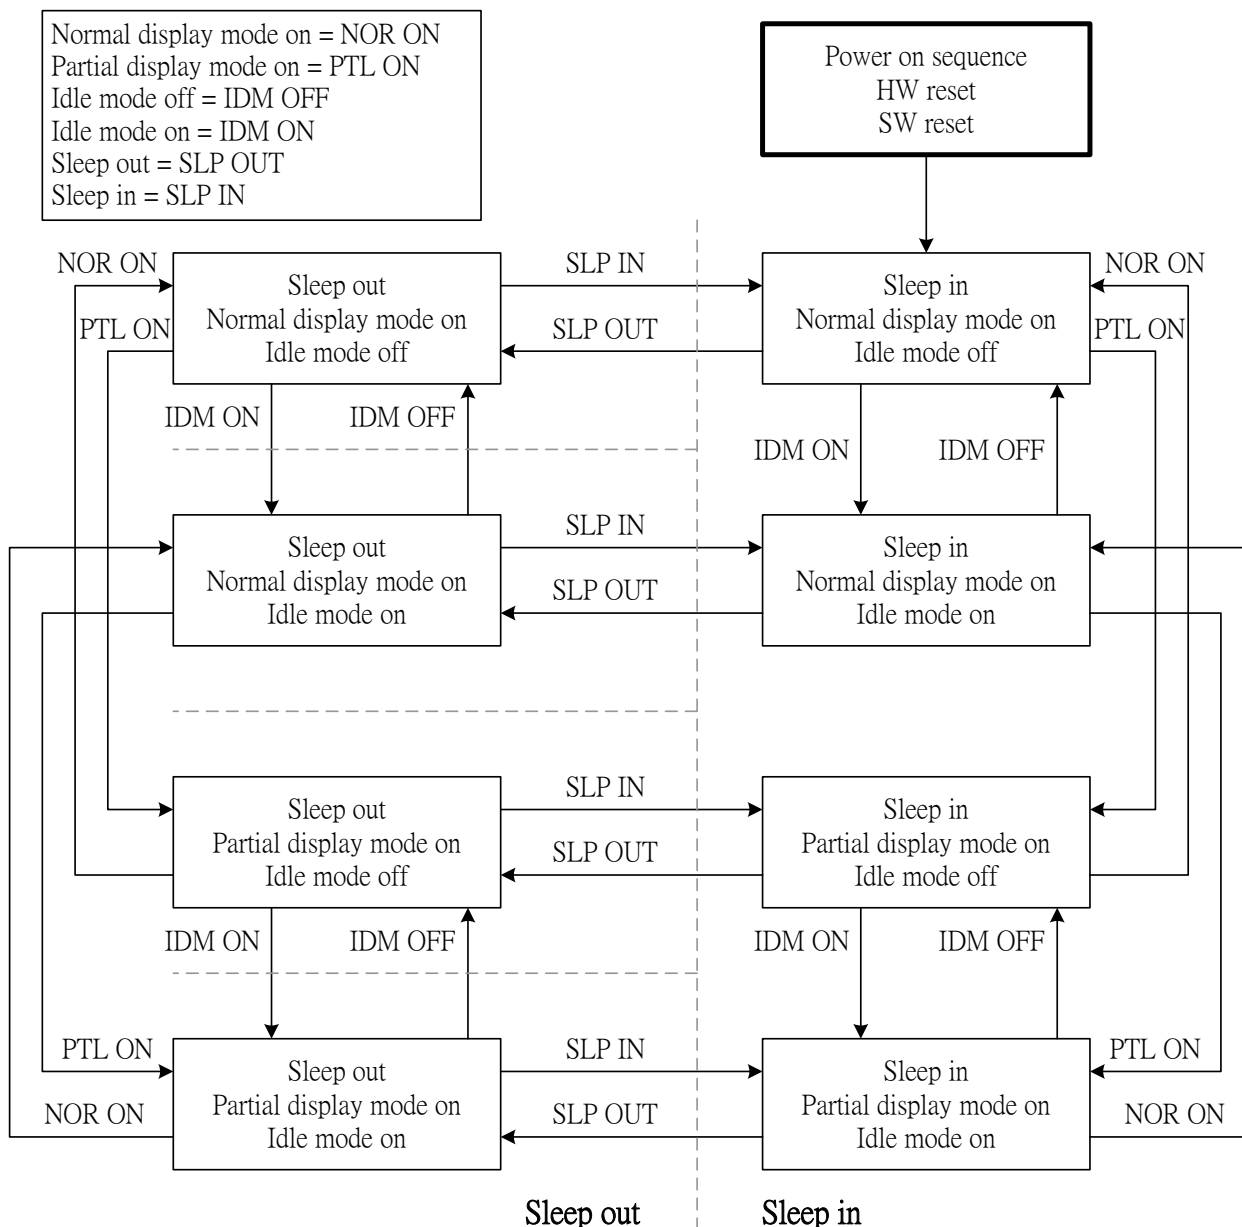 Normal display mode on = NOR ON
Partial display mode on = PTL ON
Idle mode off = IDM OFF
Idle mode on = IDM ON
Sleep out = SLP OUT
Sleep in = SLP IN
Power on sequence
HW reset
SW reset
NOR ON
PTL ON
Sleep out
Normal display mode on
Idle mode off
SLP IN
SLP OUT
Sleep in
Normal display mode on
Idle mode off
NOR ON
PTL ON
IDM ON
IDM OFF
IDM ON
IDM OFF
Sleep out
Normal display mode on
Idle mode on
SLP IN
SLP OUT
Sleep in
Normal display mode on
Idle mode on
Sleep out
Partial display mode on
Idle mode off
SLP IN
SLP OUT
Sleep in
Partial display mode on
Idle mode off
IDM ON
IDM OFF
IDM ON
IDM OFF
PTL ON
NOR ON
Sleep out
Partial display mode on
Idle mode on
SLP IN
SLP OUT
Sleep in
Partial display mode on
Idle mode on
PTL ON
NOR ON
Sleep out
Sleep in